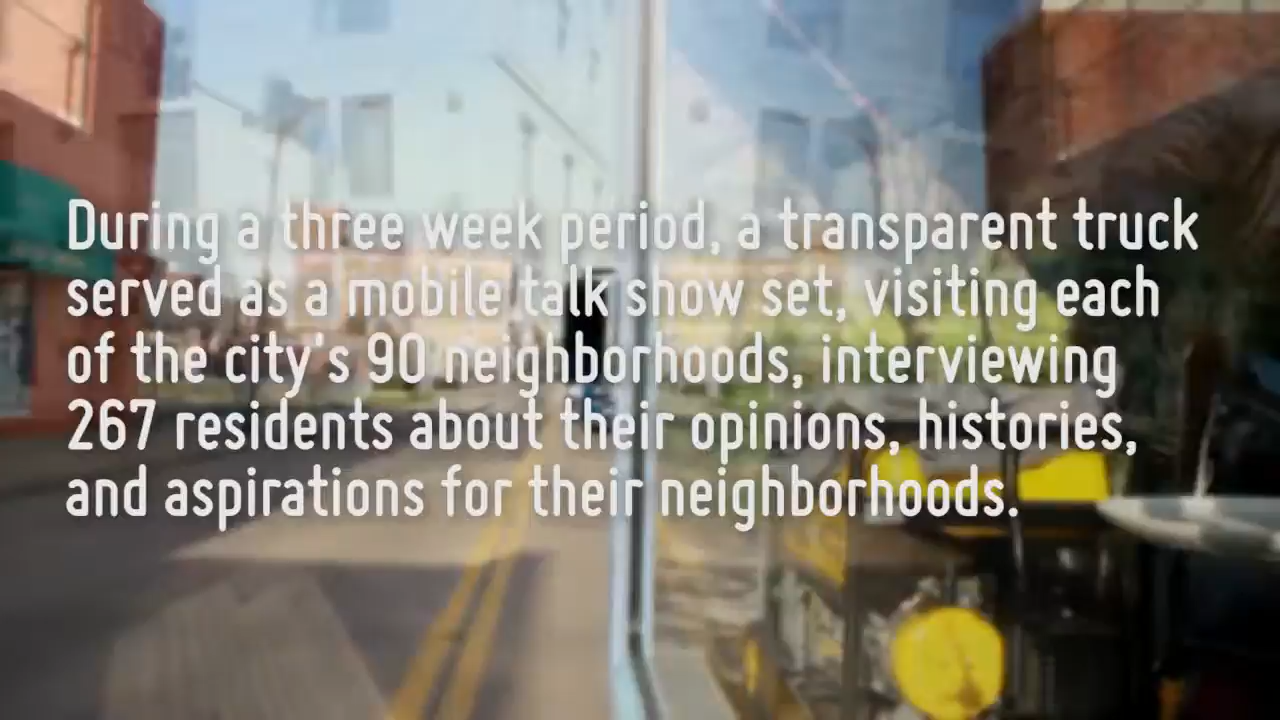 During a three week period, a transparent truck
served as a mobile talk show set, visiting each
of the city's 90 neighborhoods, interviewing
267 residents about their opinions, histories,
and aspirations for their neighborhoods.